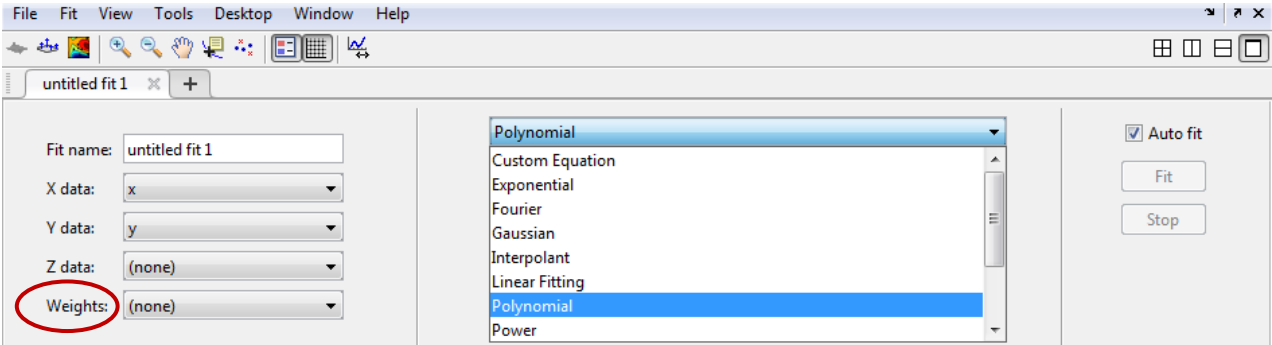 File Fit View Tools Desktop Window Help
untitled fit 1
Fit name: untitled fit 1
X data: x
Y data: y
Z data: (none)
Weights: (none)
Polynomial
Custom Equation
Exponential
Fourier
Gaussian
Interpolant
Linear Fitting
Polynomial
Power
Auto fit
Fit
Stop